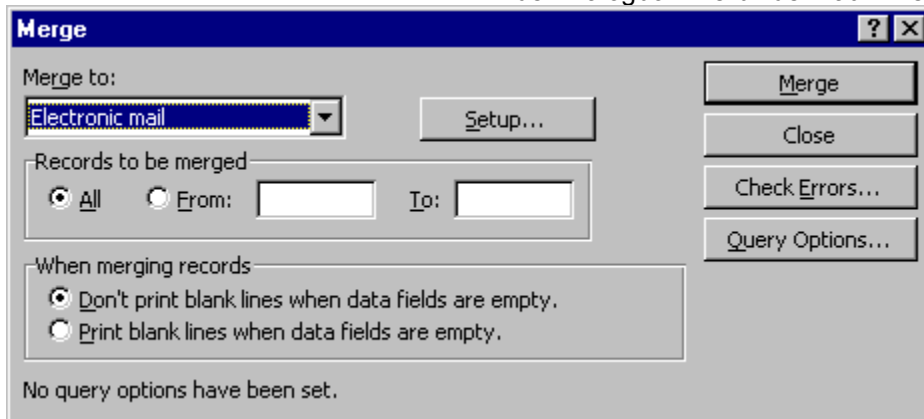 Merge
Merge to:
Electronic mail
Setup...
Records to be merged
All From: To:
When merging records
Don't print blank lines when data fields are empty.
Print blank lines when data fields are empty.
No query options have been set.
Merge
Close
Check Errors...
Query Options...